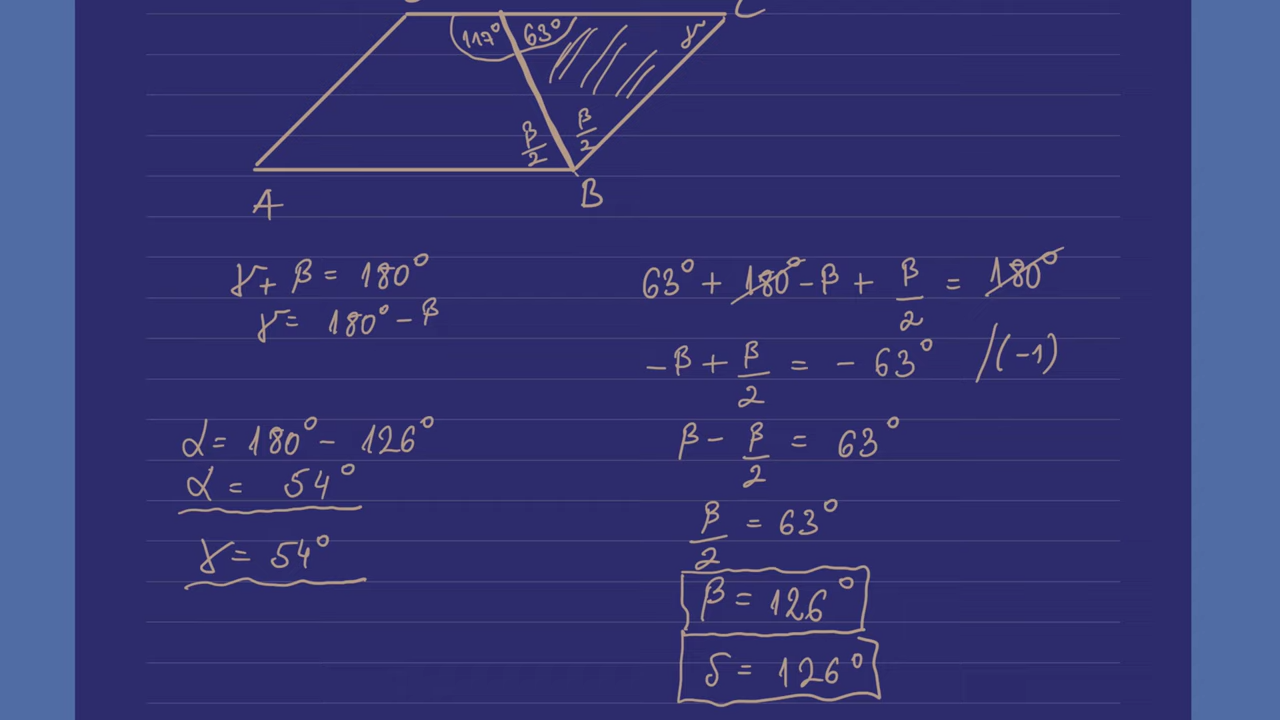 C
117° 63° γ
β/2 β/2
A B
γ + β = 180°
γ = 180° - β
α = 180° - 126°
α = 54°
γ = 54°
63° + 180° - β + β/2 = 180°
-β + β/2 = - 63° /(-1)
β - β/2 = 63°
β/2 = 63°
β = 126°
δ = 126°